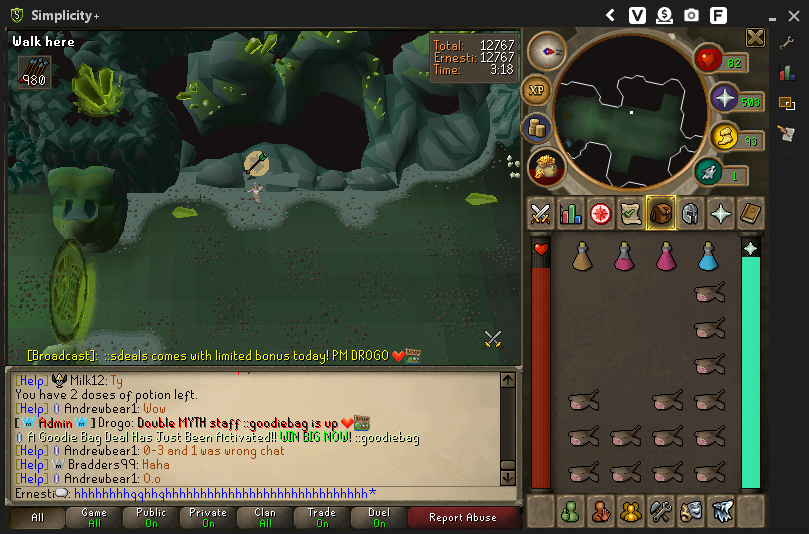 Simplicity+
Walk here
980
Total: 12767
Ernesti: 12767
Time: 3:18
XP
82
503
93
1
[Broadcast]: ::sdeals comes with limited bonus today! PM DROGO
[Help] Milk12: Ty
You have 2 doses of potion left.
[Help] Andrewbear1: Wow
[ Admin ] Drogo: Double MYTH staff ::goodiebag is up
A Goodie Bag Deal Has Just Been Activated!! WIN BIG NOW! ::goodiebag
[Help] Andrewbear1: 0-3 and 1 was wrong chat
[Help] Bradders99: Haha
[Help] Andrewbear1: O.o
All
Game
All
Public
On
Private
On
Clan
All
Trade
On
Duel
On
Report Abuse